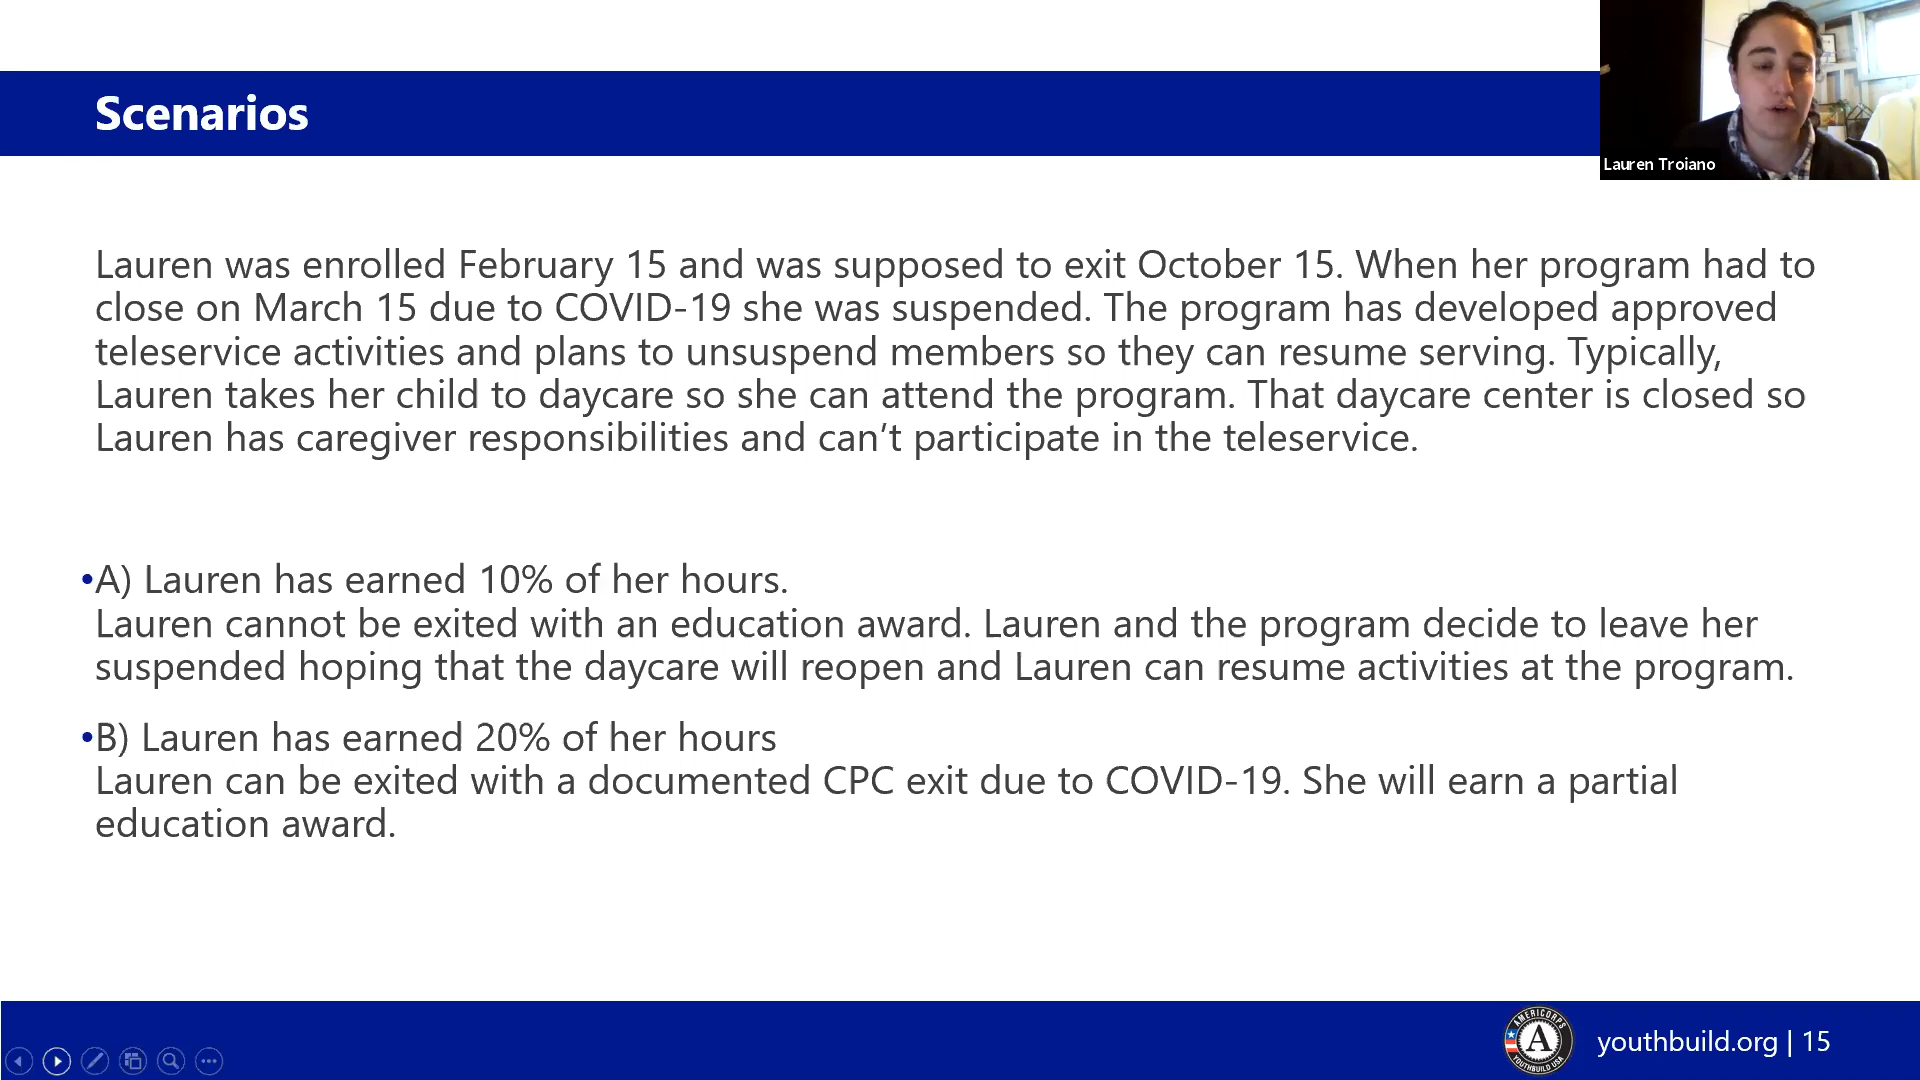 Scenarios
Lauren Troiano
Lauren was enrolled February 15 and was supposed to exit October 15. When her program had to
close on March 15 due to COVID-19 she was suspended. The program has developed approved
teleservice activities and plans to unsuspend members so they can resume serving. Typically,
Lauren takes her child to daycare so she can attend the program. That daycare center is closed so
Lauren has caregiver responsibilities and can’t participate in the teleservice.
•A) Lauren has earned 10% of her hours.
Lauren cannot be exited with an education award. Lauren and the program decide to leave her
suspended hoping that the daycare will reopen and Lauren can resume activities at the program.
•B) Lauren has earned 20% of her hours
Lauren can be exited with a documented CPC exit due to COVID-19. She will earn a partial
education award.
AMERICORPS
A
YOUTHBUILD USA
youthbuild.org | 15